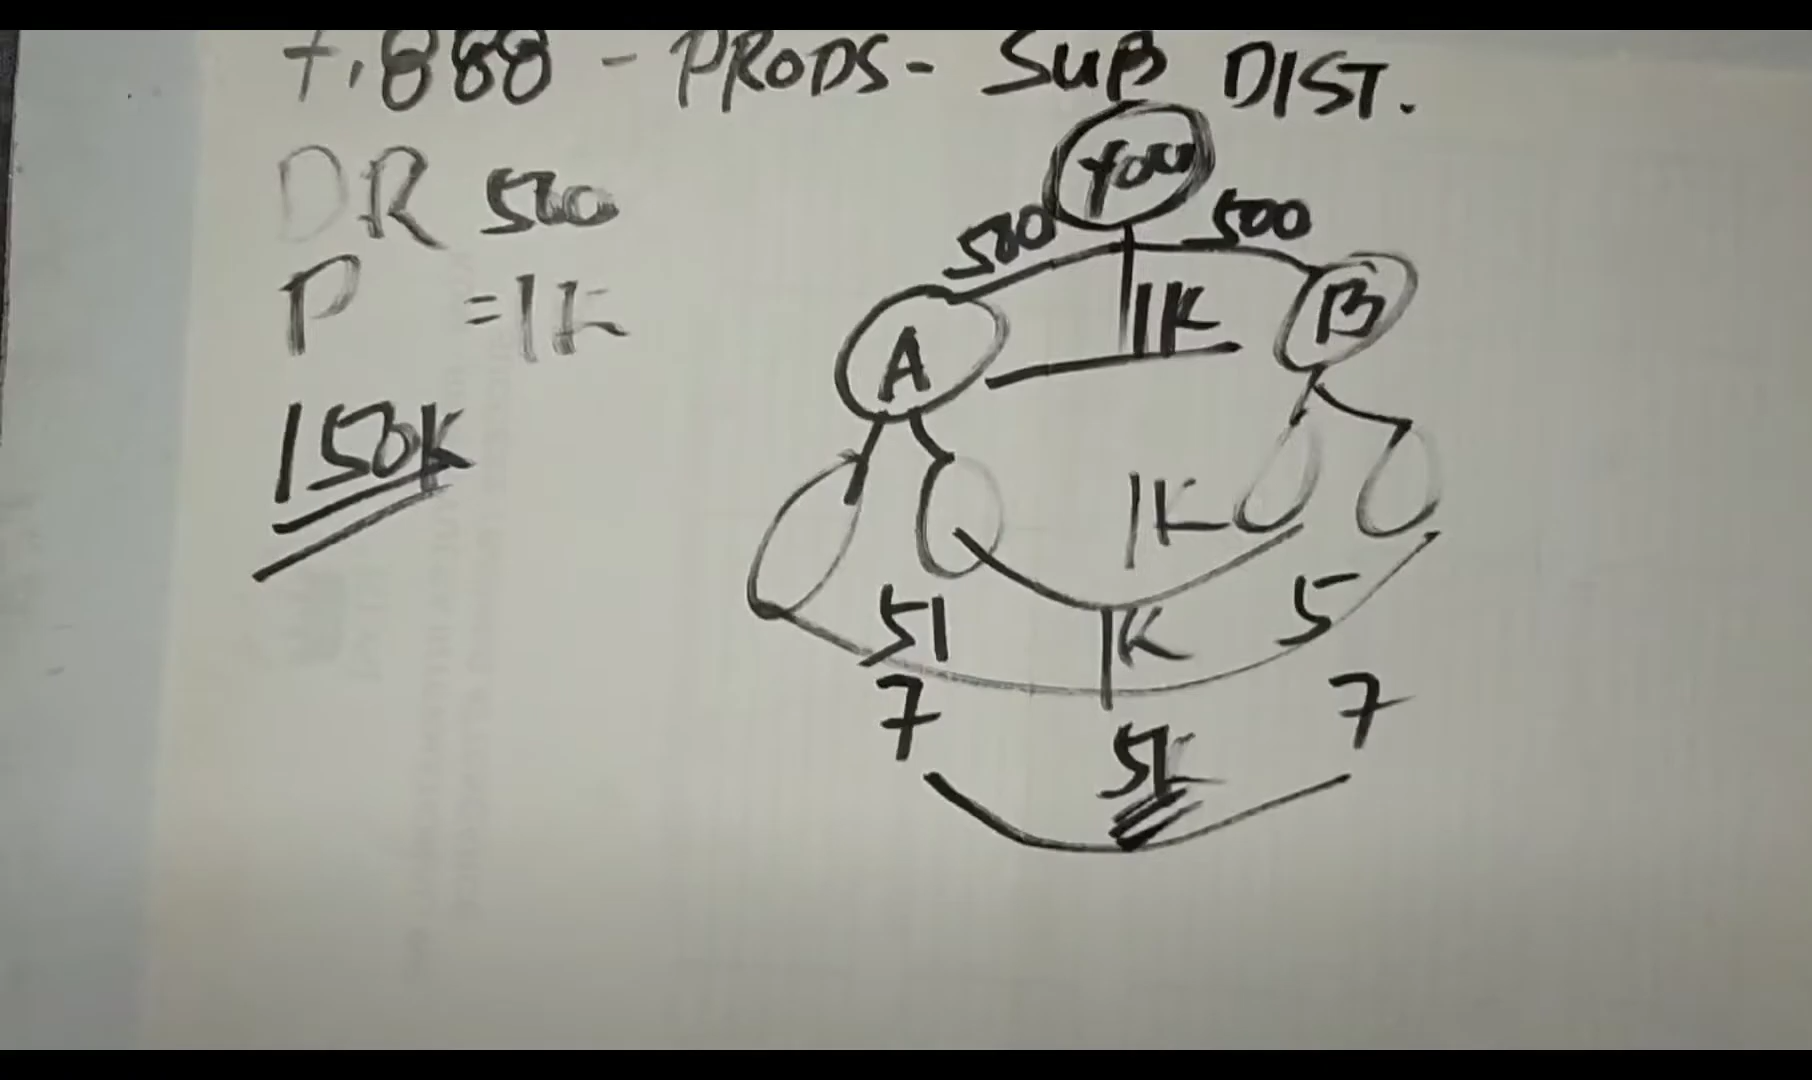 7,888 - PRODS - SUB DIST.
You
DR 500
500 500
P = 1K
1K
A B
150K
1K
51 1K 5
7 7
5K